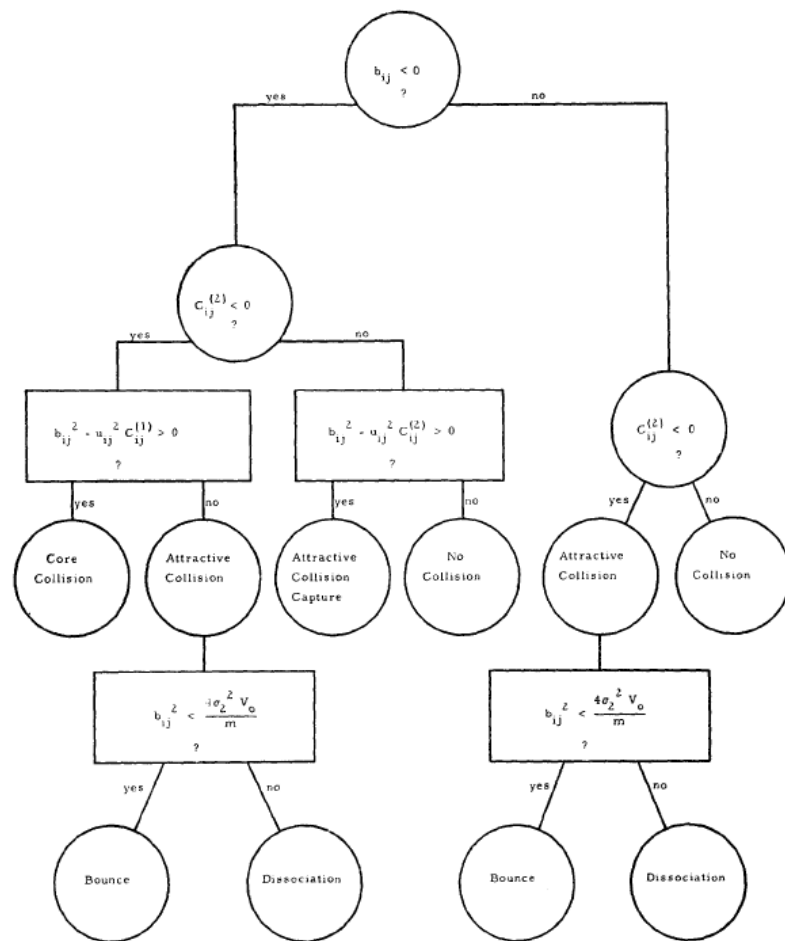 b_ij < 0
?
yes
no
C_ij^(2) < 0
?
yes
no
b_ij^2 - u_ij^2 C_ij^(1) > 0
?
b_ij^2 - u_ij^2 C_ij^(2) > 0
?
C_ij^(2) < 0
?
yes
no
yes
no
yes
no
Core
Collision
Attractive
Collision
Attractive
Collision
Capture
No
Collision
Attractive
Collision
No
Collision
b_ij^2 < 4σ_2^2 V_o
m
?
b_ij^2 < 4σ_2^2 V_o
m
?
yes
no
yes
no
Bounce
Dissociation
Bounce
Dissociation